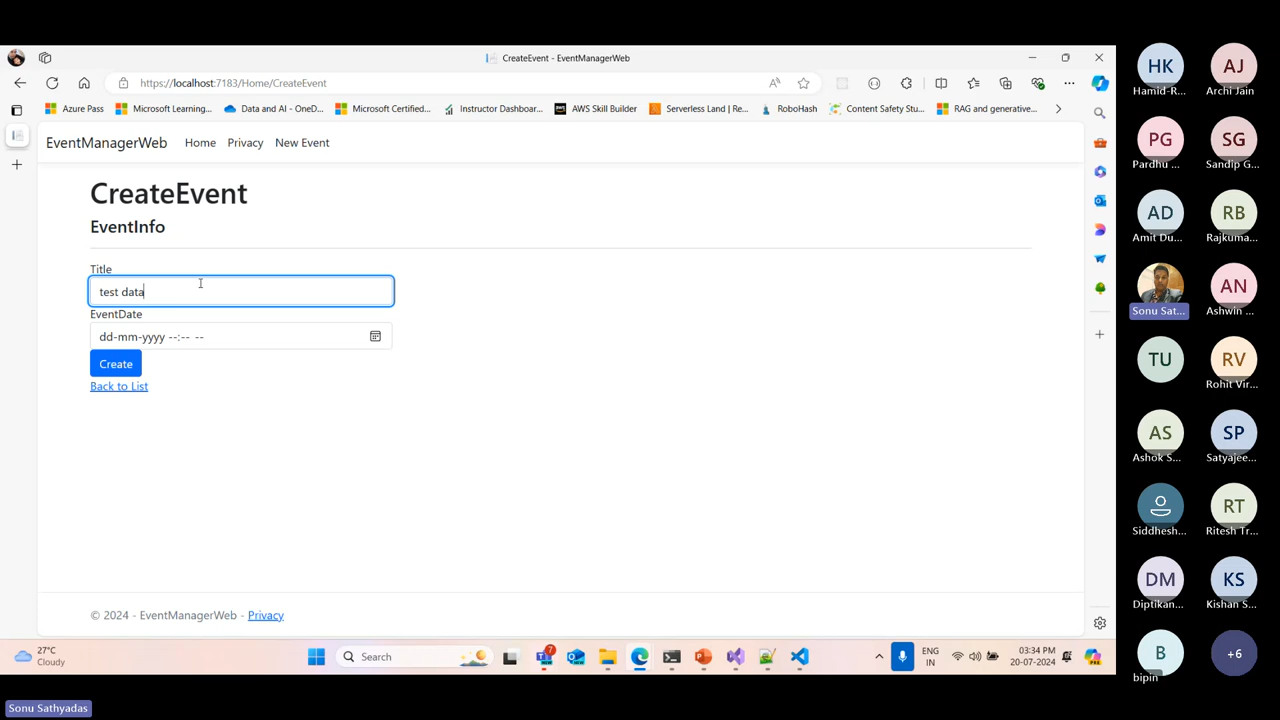 CreateEvent - EventManagerWeb
https://localhost:7183/Home/CreateEvent
Azure Pass
Microsoft Learning...
Data and AI - OneD...
Microsoft Certified...
Instructor Dashboar...
AWS Skill Builder
Serverless Land | Re...
RoboHash
Content Safety Stu...
RAG and generative...
EventManagerWeb
Home
Privacy
New Event
CreateEvent
EventInfo
Title
test data
EventDate
dd-mm-yyyy --:-- --
Create
Back to List
© 2024 - EventManagerWeb - Privacy
27°C
Cloudy
Search
7
ENG
IN
03:34 PM
20-07-2024
Sonu Sathyadas
HK
Hamid-R...
AJ
Archi Jain
PG
Pardhu ...
SG
Sandip G...
AD
Amit Du...
RB
Rajkuma...
Sonu Sat...
AN
Ashwin ...
TU
RV
Rohit Vir...
AS
Ashok S...
SP
Satyajee...
Siddhesh...
RT
Ritesh Tr...
DM
Diptikan...
KS
Kishan S...
B
bipin
+6